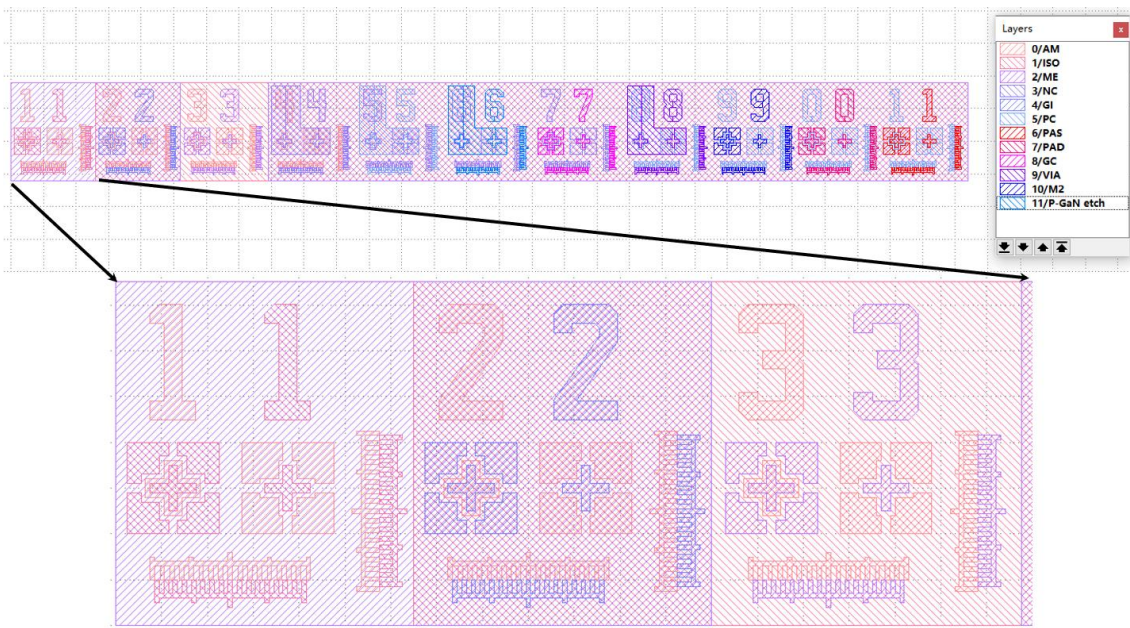 Layers
x
0/AM
1/ISO
2/ME
3/NC
4/GI
5/PC
6/PAS
7/PAD
8/GC
9/VIA
10/M2
11/P-GaN etch
1 1 2 2 3 3 4 5 5 6 7 7 8 9 9 0 0 1 1
1 1 2 2 3 3